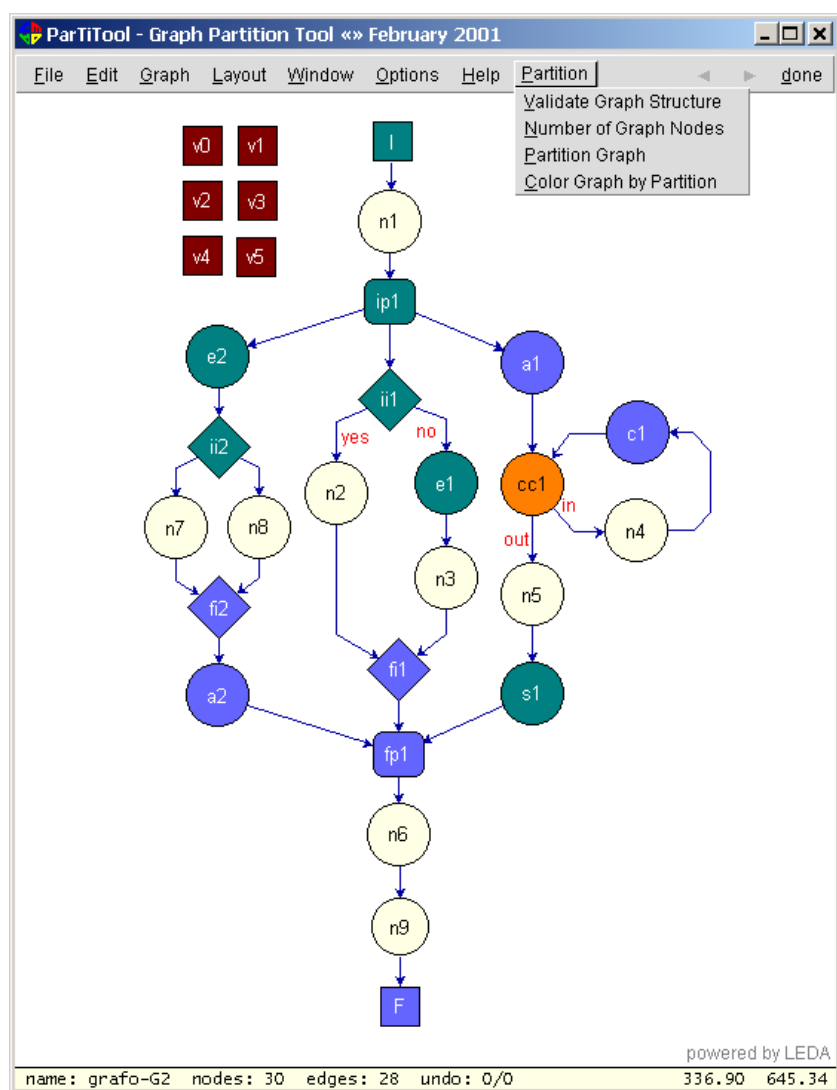 ParTiTool - Graph Partition Tool «» February 2001
File Edit Graph Layout Window Options Help Partition done
Validate Graph Structure
Number of Graph Nodes
Partition Graph
Color Graph by Partition
v0 v1
I
v2 v3
n1
v4 v5
ip1
e2
a1
ii1
yes
no
c1
ii2
n2
e1
cc1
in
n7
n8
out
n4
n3
n5
fi2
fi1
a2
s1
fp1
n6
n9
F
powered by LEDA
name: grafo-G2 nodes: 30 edges: 28 undo: 0/0 336.90 645.34